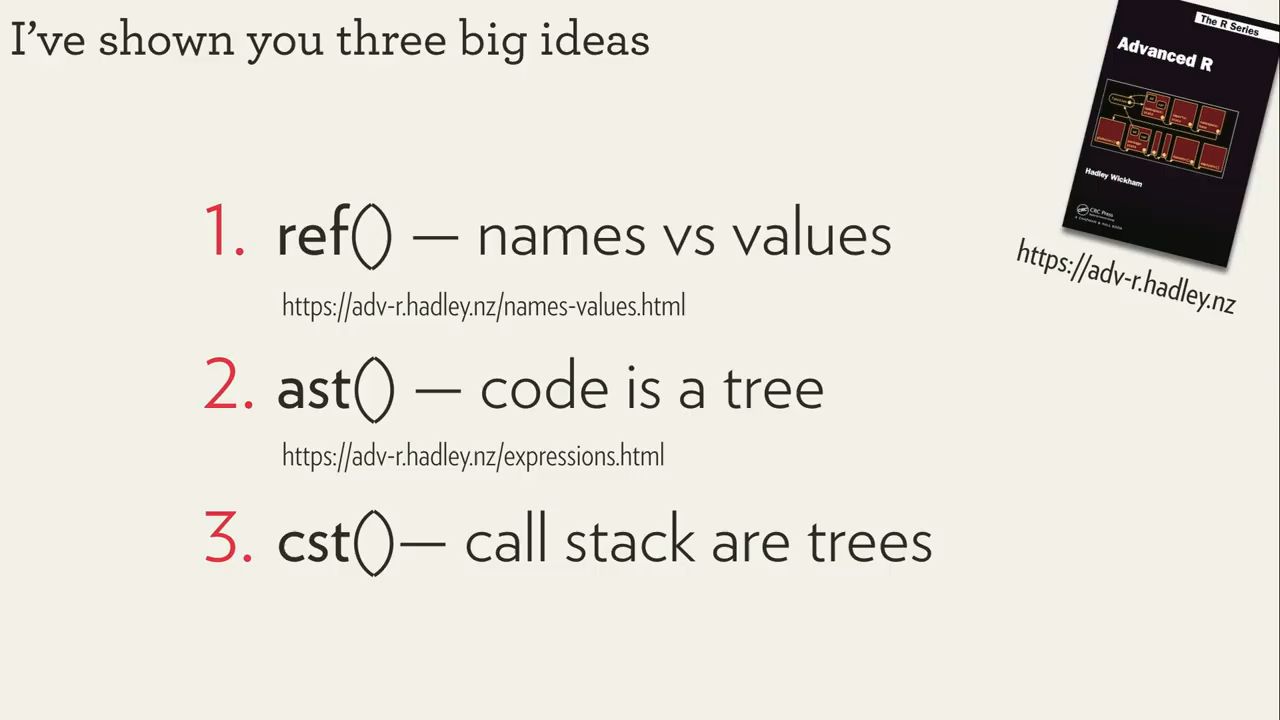 I've shown you three big ideas
The R Series
Advanced R
Hadley Wickham
CRC Press
https://adv-r.hadley.nz
1. ref() — names vs values
https://adv-r.hadley.nz/names-values.html
2. ast() — code is a tree
https://adv-r.hadley.nz/expressions.html
3. cst()— call stack are trees